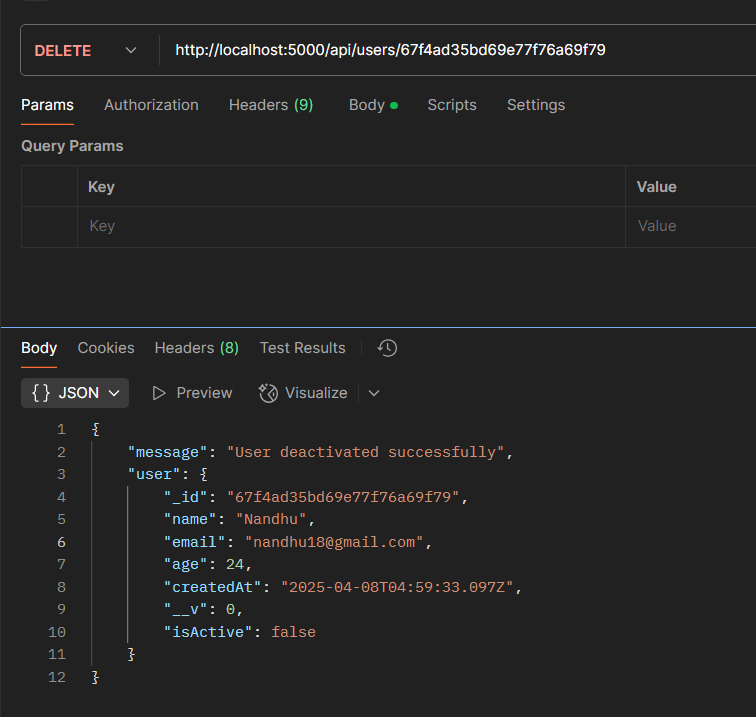 DELETE http://localhost:5000/api/users/67f4ad35bd69e77f76a69f79
Params Authorization Headers (9) Body Scripts Settings
Query Params
Key Value
Key Value
Body Cookies Headers (8) Test Results
{} JSON Preview Visualize
1 {
2 "message": "User deactivated successfully",
3 "user": {
4 "_id": "67f4ad35bd69e77f76a69f79",
5 "name": "Nandhu",
6 "email": "nandhu18@gmail.com",
7 "age": 24,
8 "createdAt": "2025-04-08T04:59:33.097Z",
9 "__v": 0,
10 "isActive": false
11 }
12 }